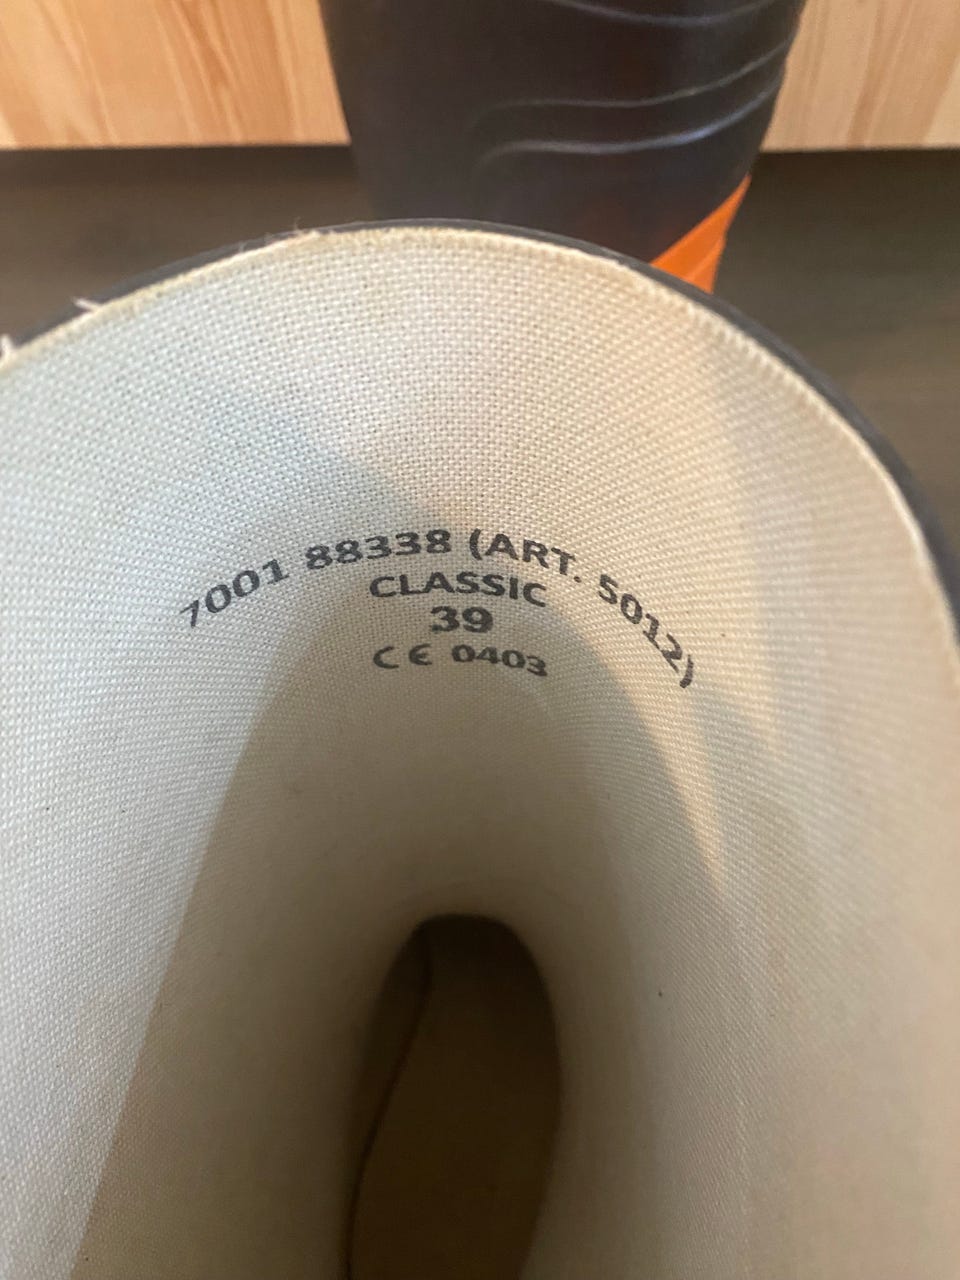 7001 88338 (ART. 5012)
CLASSIC
39
CE 0403